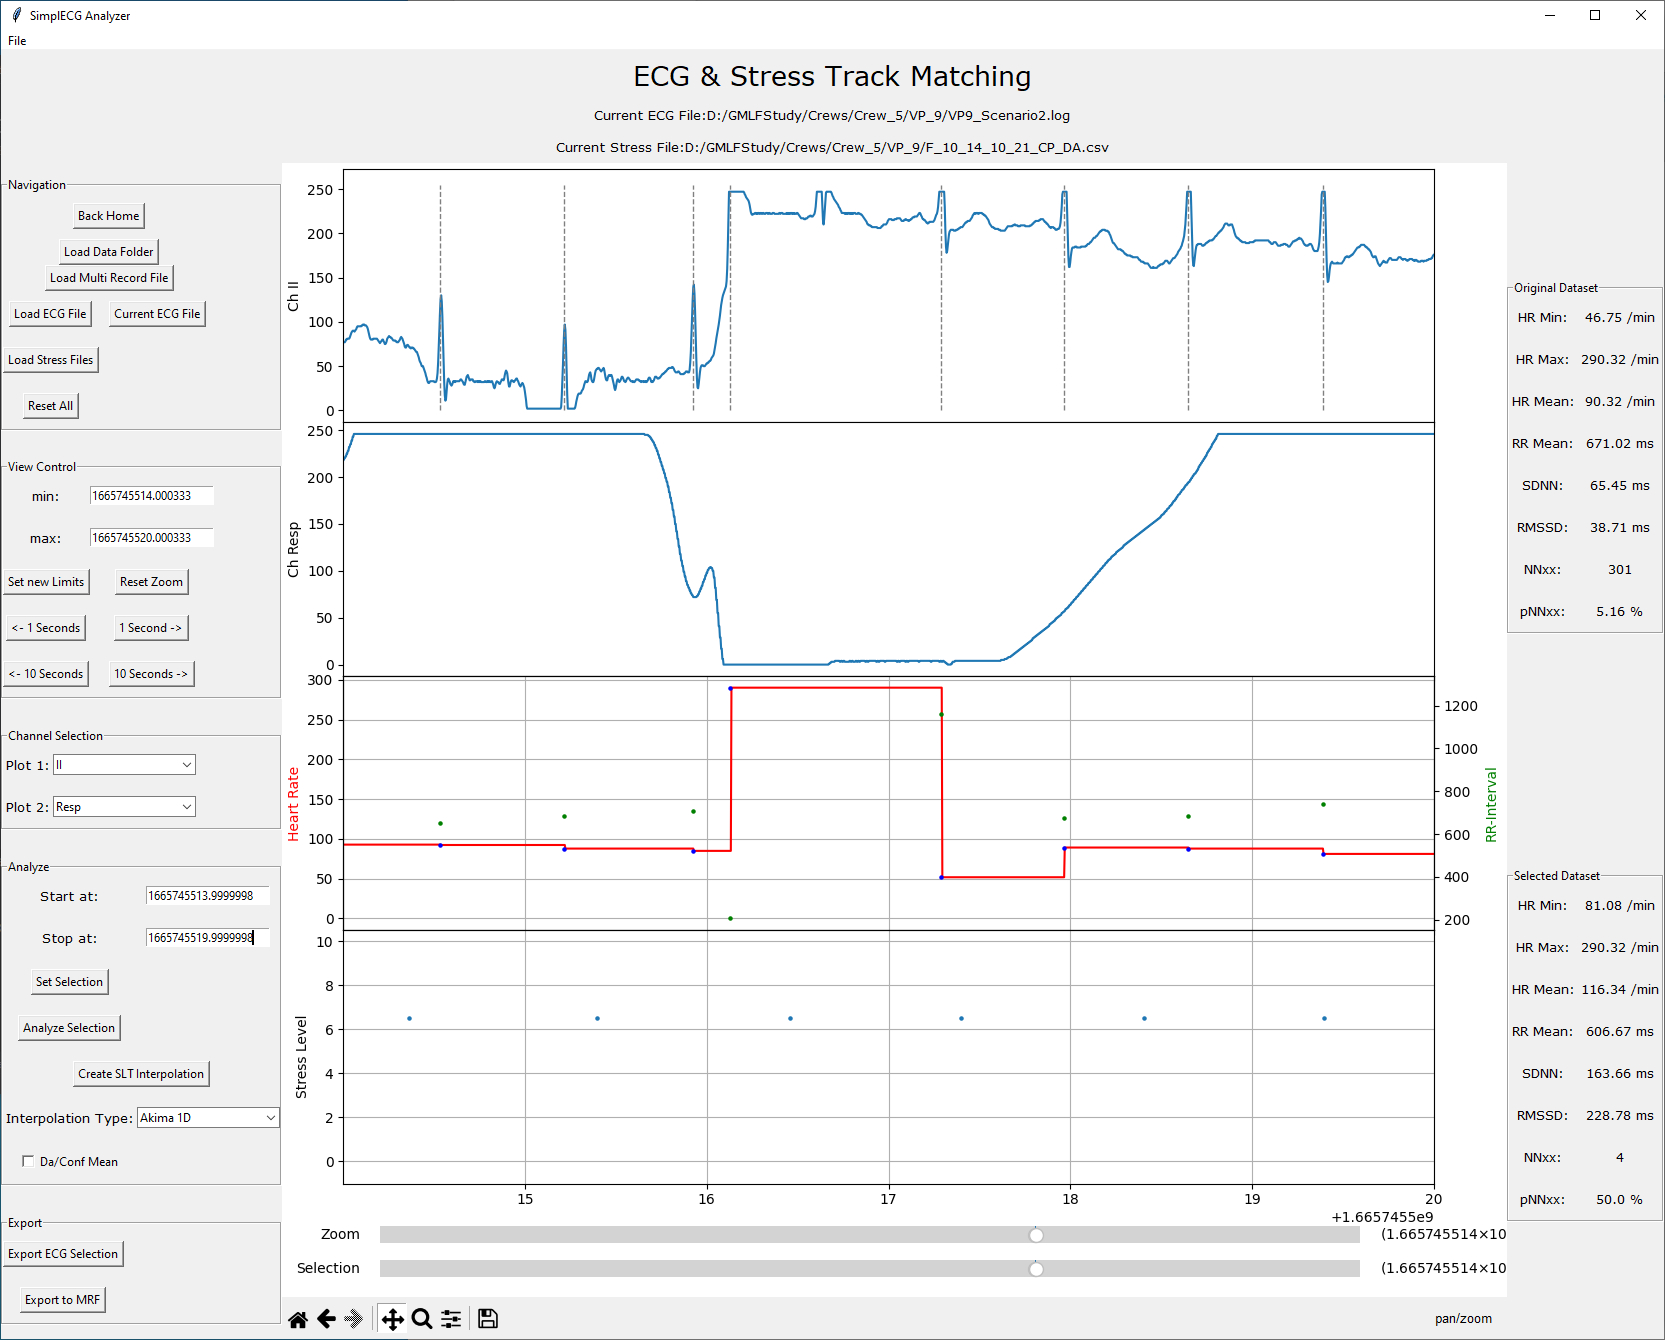 SimplECG Analyzer
File
ECG & Stress Track Matching
Current ECG File:D:/GMLFStudy/Crews/Crew_5/VP_9/VP9_Scenario2.log
Current Stress File:D:/GMLFStudy/Crews/Crew_5/VP_9/F_10_14_10_21_CP_DA.csv
Navigation
Back Home
Load Data Folder
Load Multi Record File
Load ECG File
Current ECG File
Load Stress Files
Reset All
View Control
min:
1665745514.000333
max:
1665745520.000333
Set new Limits
Reset Zoom
<- 1 Seconds
1 Second ->
<- 10 Seconds
10 Seconds ->
Channel Selection
Plot 1:
II
Plot 2:
Resp
Analyze
Start at:
1665745513.9999998
Stop at:
1665745519.9999998
Set Selection
Analyze Selection
Create SLT Interpolation
Interpolation Type:
Akima 1D
Da/Conf Mean
Export
Export ECG Selection
Export to MRF
Ch II
250
200
150
100
50
0
Ch Resp
250
200
150
100
50
0
Heart Rate
300
250
200
150
100
50
0
RR-Interval
1200
1000
800
600
400
200
Stress Level
10
8
6
4
2
0
15
16
17
18
19
20
+1.6657455e9
Zoom
(1.665745514×10
Selection
(1.665745514×10
pan/zoom
Original Dataset
HR Min: 46.75 /min
HR Max: 290.32 /min
HR Mean: 90.32 /min
RR Mean: 671.02 ms
SDNN: 65.45 ms
RMSSD: 38.71 ms
NNxx: 301
pNNxx: 5.16 %
Selected Dataset
HR Min: 81.08 /min
HR Max: 290.32 /min
HR Mean: 116.34 /min
RR Mean: 606.67 ms
SDNN: 163.66 ms
RMSSD: 228.78 ms
NNxx: 4
pNNxx: 50.0 %